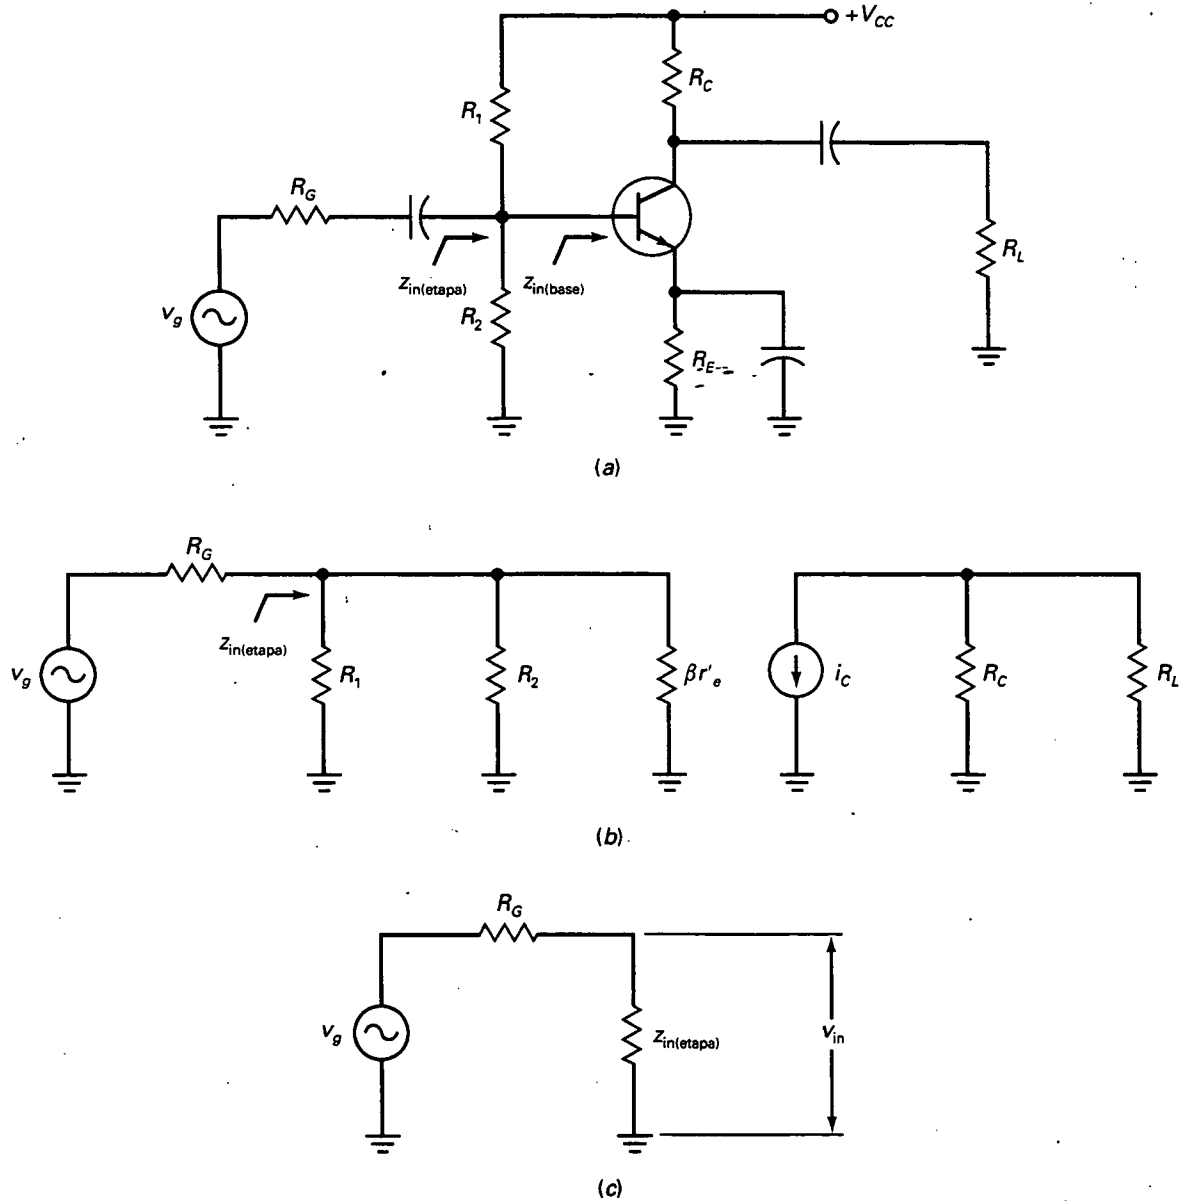 +V_CC
R_C
R_1
R_G
R_L
z_in(etapa)
z_in(base)
v_g
R_2
R_E
(a)
R_G
z_in(etapa)
v_g
R_1
R_2
βr'_e
i_C
R_C
R_L
(b)
R_G
v_g
z_in(etapa)
v_in
(c)